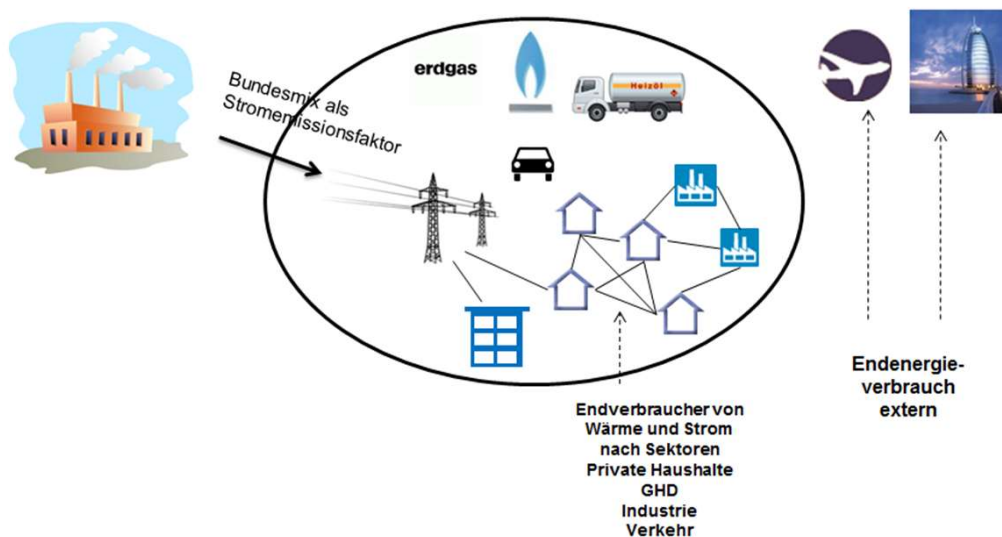 Bundesmix als
Stromemissionsfaktor
erdgas
Heizöl
Endenergie-
verbrauch
extern
Endverbraucher von
Wärme und Strom
nach Sektoren
Private Haushalte
GHD
Industrie
Verkehr